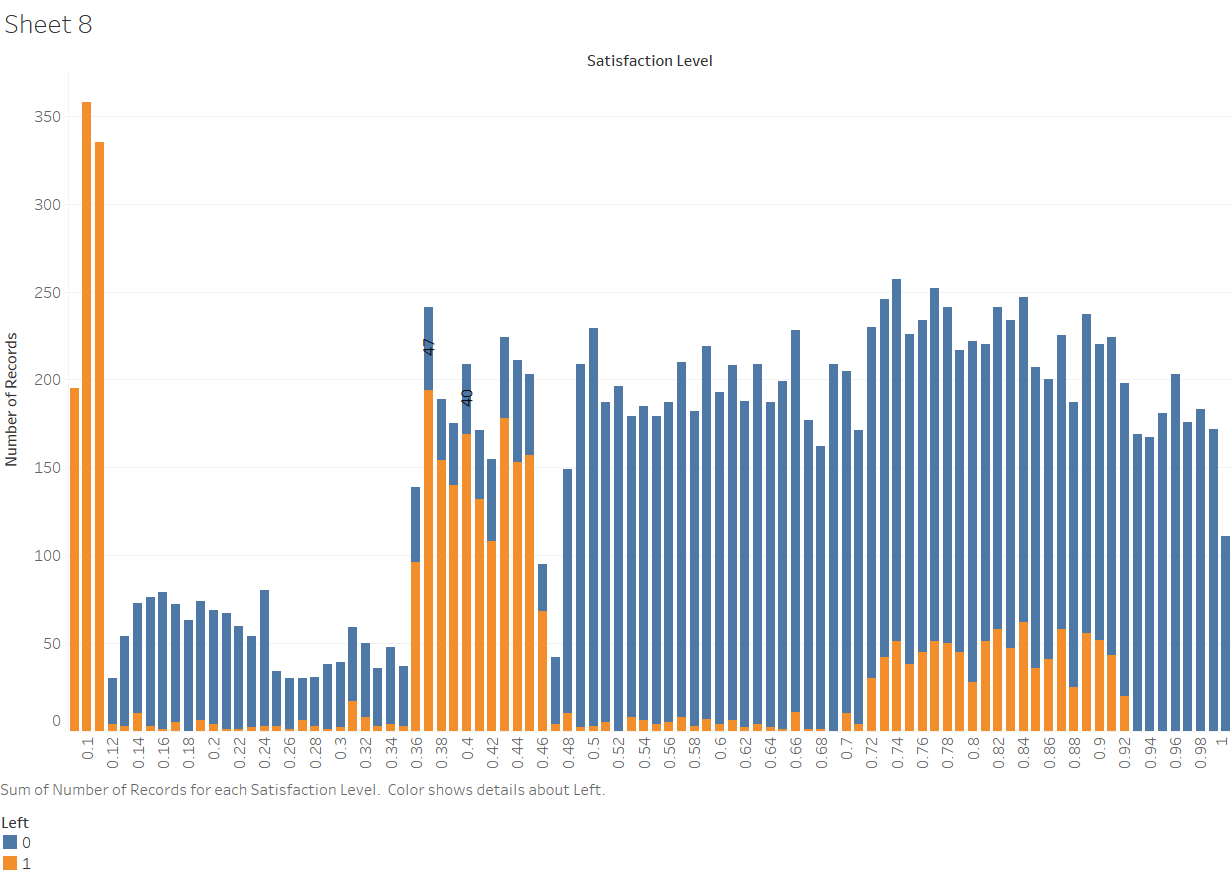 Sheet 8
Satisfaction Level
Number of Records
350
300
250
200
150
100
50
0
47
40
0.1 0.12 0.14 0.16 0.18 0.2 0.22 0.24 0.26 0.28 0.3 0.32 0.34 0.36 0.38 0.4 0.42 0.44 0.46 0.48 0.5 0.52 0.54 0.56 0.58 0.6 0.62 0.64 0.66 0.68 0.7 0.72 0.74 0.76 0.78 0.8 0.82 0.84 0.86 0.88 0.9 0.92 0.94 0.96 0.98 1
Sum of Number of Records for each Satisfaction Level. Color shows details about Left.
Left
0
1